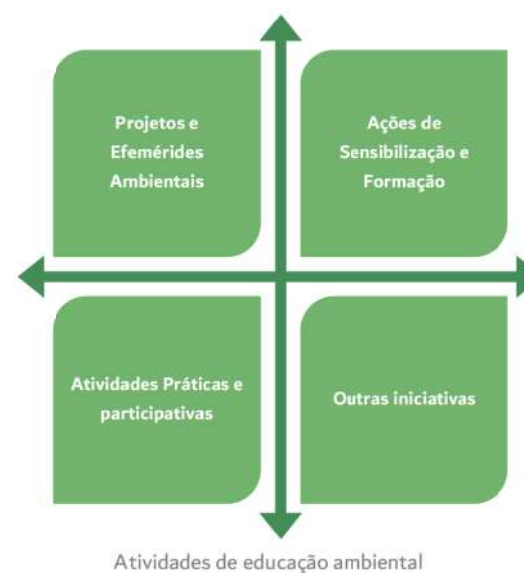 Projetos e
Efemérides
Ambientais
Ações de
Sensibilização e
Formação
Atividades Práticas e
participativas
Outras iniciativas
Atividades de educação ambiental